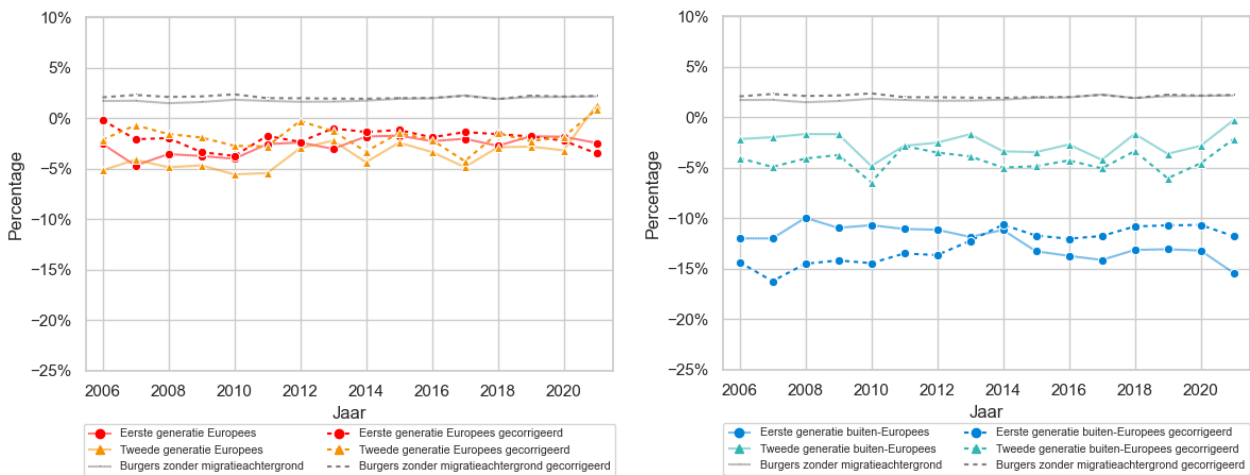 10%
5%
0%
−5%
−10%
−15%
−20%
−25%
Percentage
2006 2008 2010 2012 2014 2016 2018 2020
Jaar
Eerste generatie Europees Eerste generatie Europees gecorrigeerd
Tweede generatie Europees Tweede generatie Europees gecorrigeerd
Burgers zonder migratieachtergrond Burgers zonder migratieachtergrond gecorrigeerd
10%
5%
0%
−5%
−10%
−15%
−20%
−25%
Percentage
2006 2008 2010 2012 2014 2016 2018 2020
Jaar
Eerste generatie buiten-Europees Eerste generatie buiten-Europees gecorrigeerd
Tweede generatie buiten-Europees Tweede generatie buiten-Europees gecorrigeerd
Burgers zonder migratieachtergrond Burgers zonder migratieachtergrond gecorrigeerd